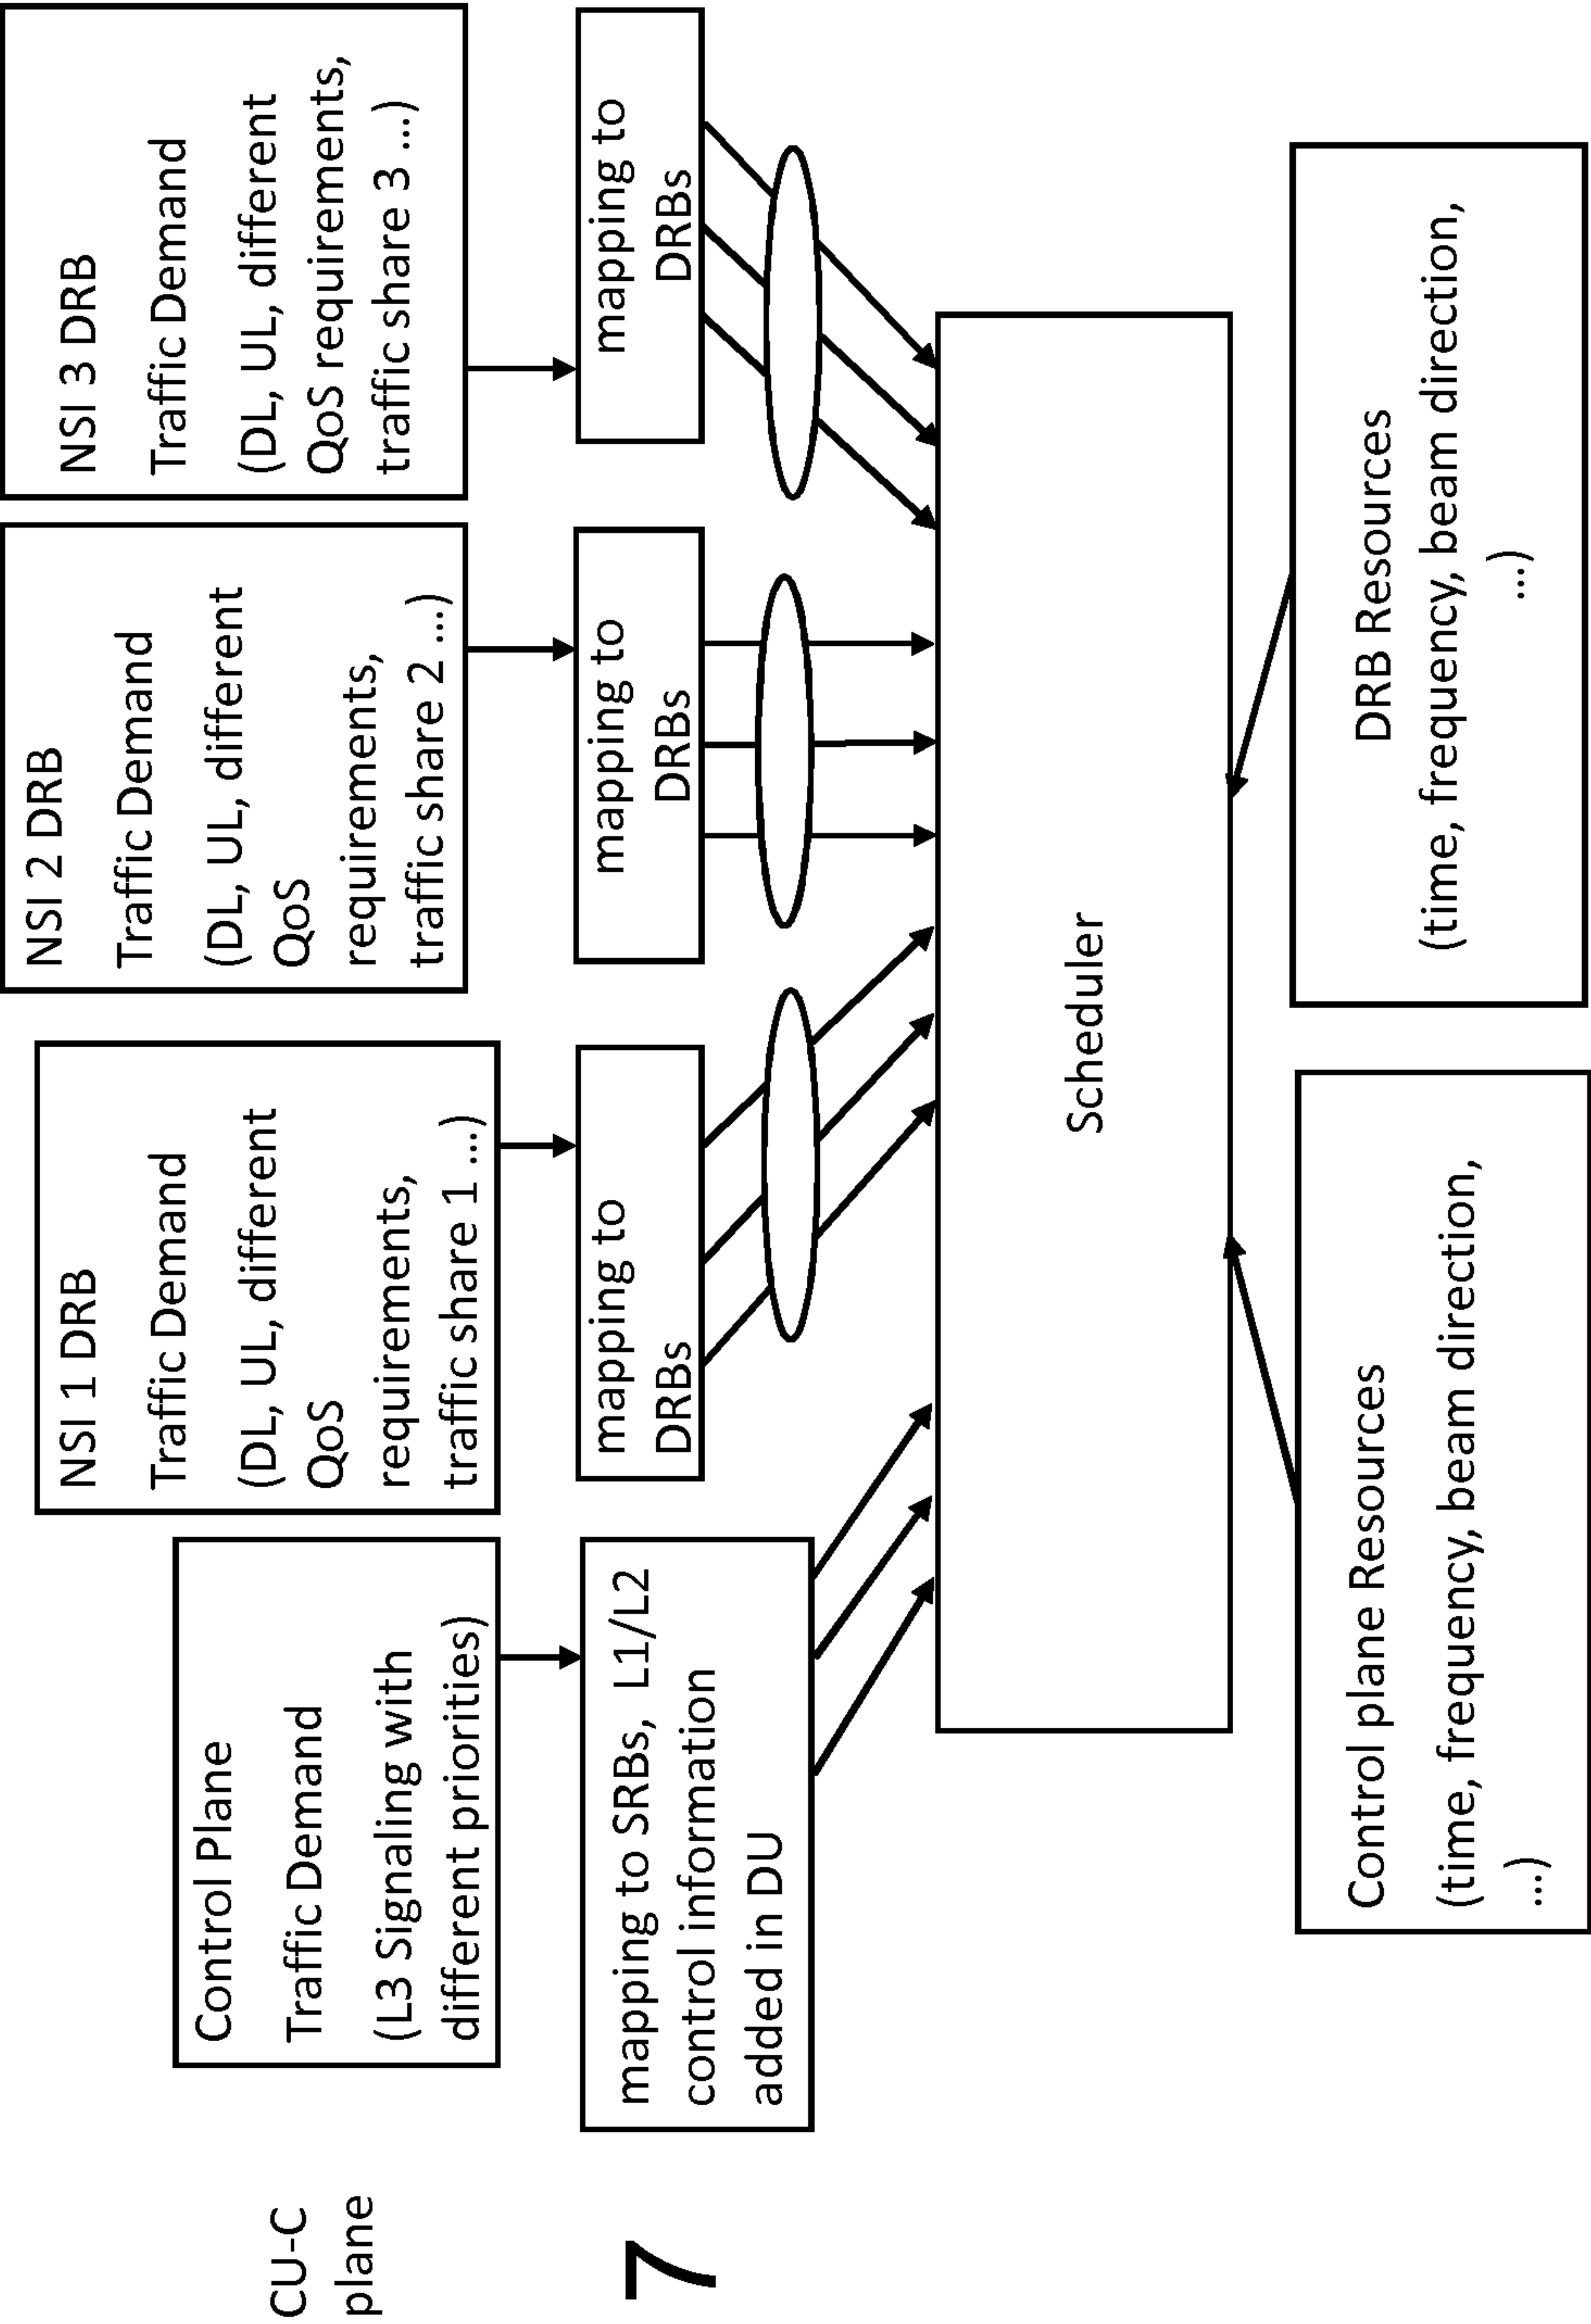 CU-C
plane
7
Control Plane
Traffic Demand
(L3 Signaling with
different priorities)
NSI 1 DRB
Traffic Demand
(DL, UL, different
QoS
requirements,
traffic share 1 ...)
NSI 2 DRB
Traffic Demand
(DL, UL, different
QoS
requirements,
traffic share 2 ...)
NSI 3 DRB
Traffic Demand
(DL, UL, different
QoS requirements,
traffic share 3 ...)
mapping to SRBs, L1/L2
control information
added in DU
mapping to
DRBs
mapping to
DRBs
mapping to
DRBs
Scheduler
Control plane Resources
(time, frequency, beam direction,
...)
DRB Resources
(time, frequency, beam direction,
...)